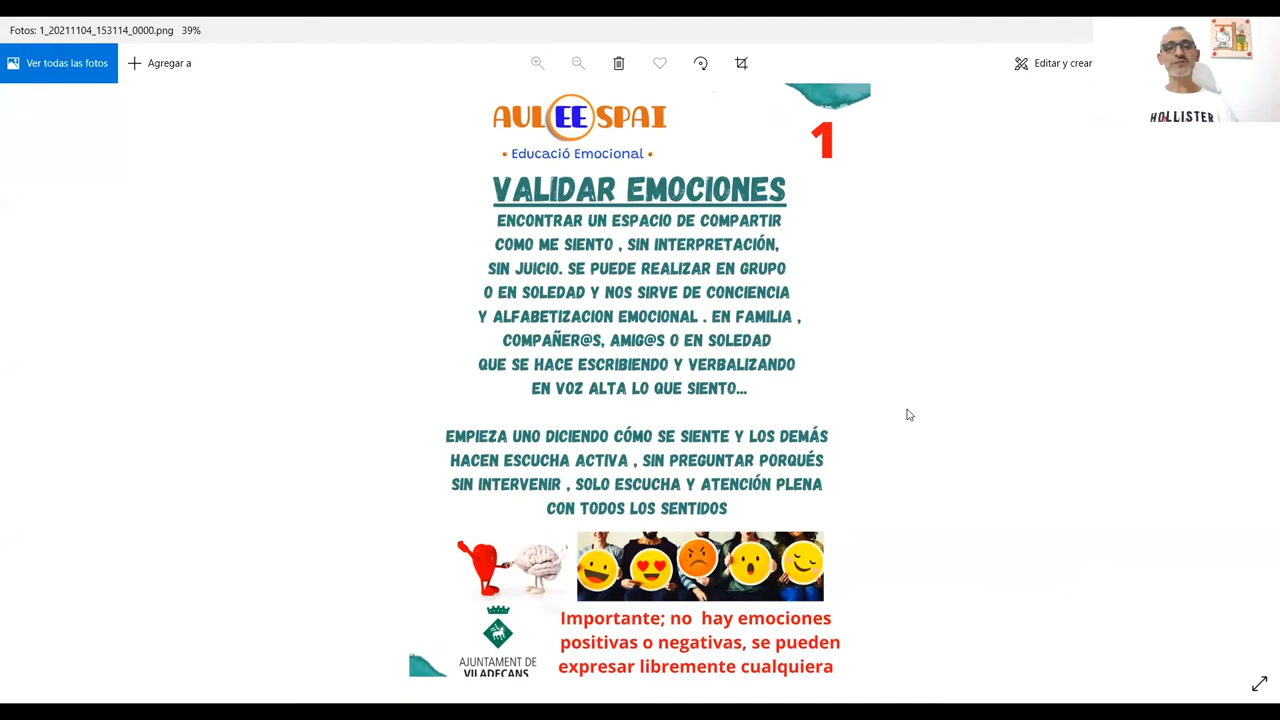 Fotos: 1_20211104_153114_0000.png 39%
Ver todas las fotos
Agregar a
Editar y crear
HOLLISTER
AULEESPAI
• Educació Emocional •
1
VALIDAR EMOCIONES
ENCONTRAR UN ESPACIO DE COMPARTIR
COMO ME SIENTO , SIN INTERPRETACIÓN,
SIN JUICIO. SE PUEDE REALIZAR EN GRUPO
O EN SOLEDAD Y NOS SIRVE DE CONCIENCIA
Y ALFABETIZACION EMOCIONAL . EN FAMILIA ,
COMPAÑER@S, AMIG@S O EN SOLEDAD
QUE SE HACE ESCRIBIENDO Y VERBALIZANDO
EN VOZ ALTA LO QUE SIENTO...
EMPIEZA UNO DICIENDO CÓMO SE SIENTE Y LOS DEMÁS
HACEN ESCUCHA ACTIVA , SIN PREGUNTAR PORQUÉS
SIN INTERVENIR , SOLO ESCUCHA Y ATENCIÓN PLENA
CON TODOS LOS SENTIDOS
Importante; no hay emociones
positivas o negativas, se pueden
expresar libremente cualquiera
AJUNTAMENT DE
VILADECANS